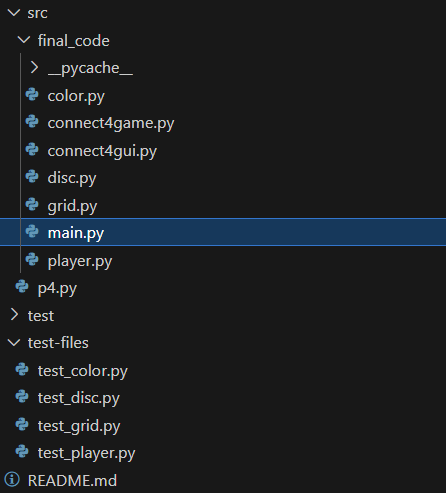 src
final_code
__pycache__
color.py
connect4game.py
connect4gui.py
disc.py
grid.py
main.py
player.py
p4.py
test
test-files
test_color.py
test_disc.py
test_grid.py
test_player.py
README.md